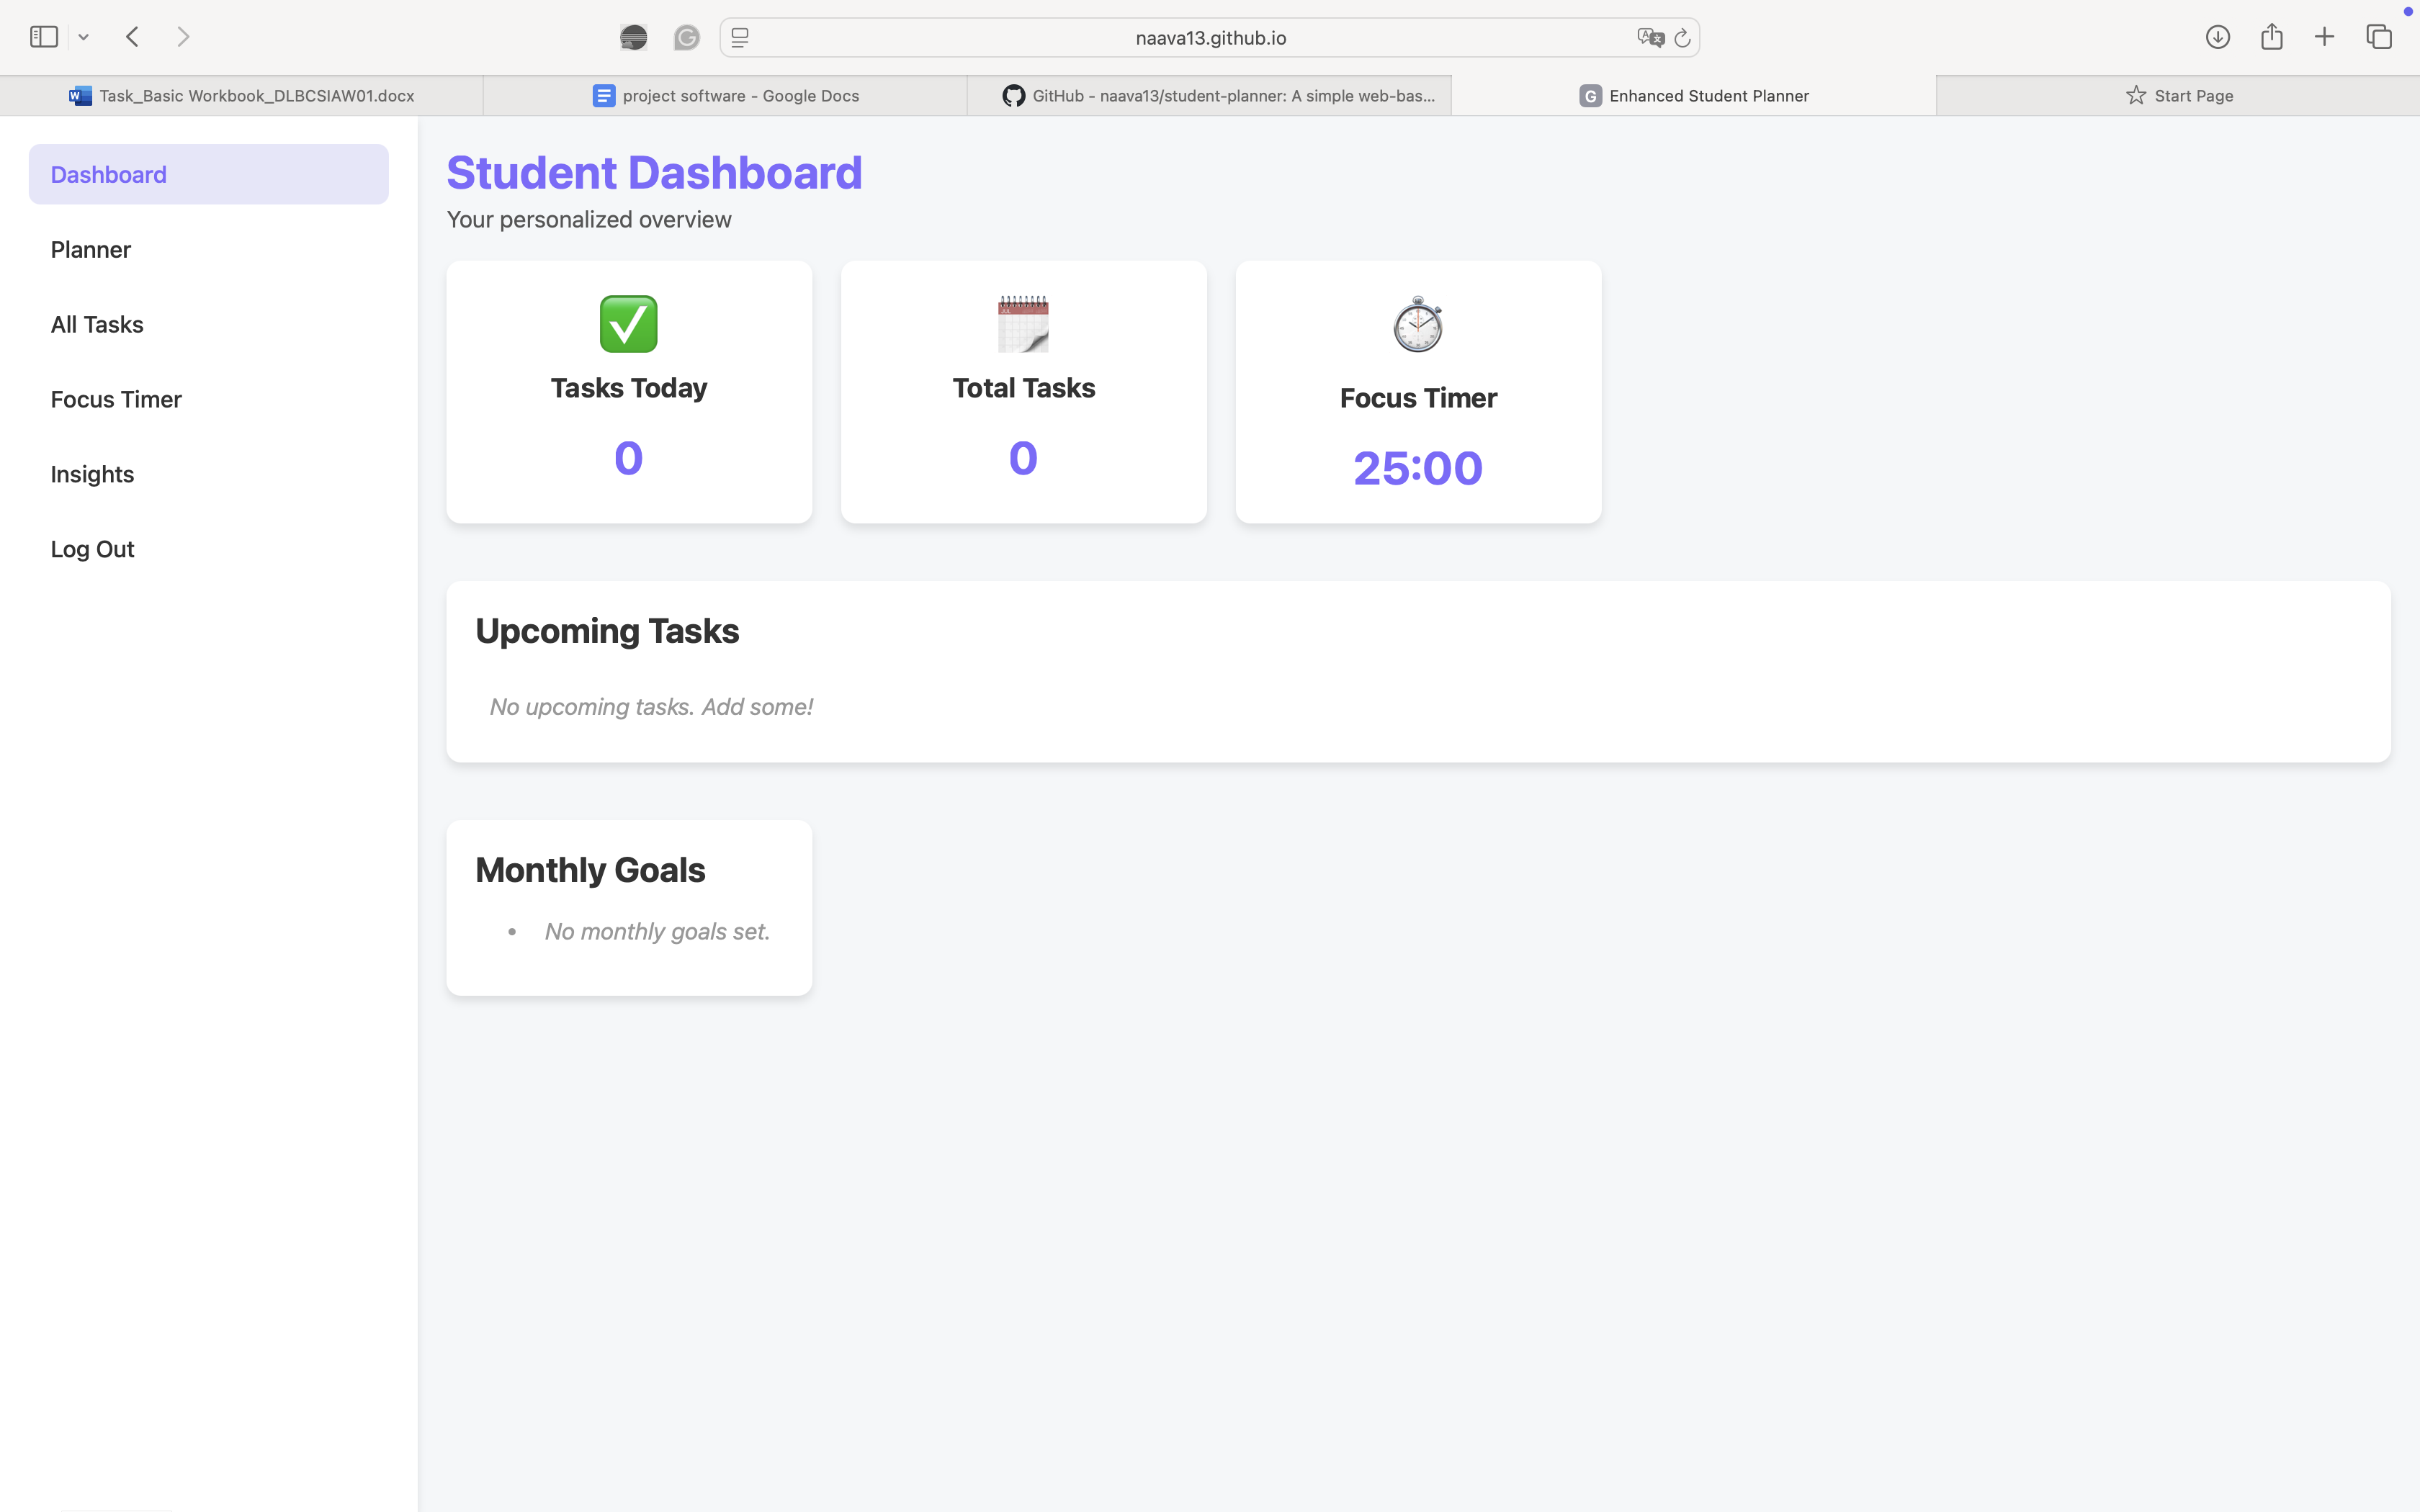 naava13.github.io
Task_Basic Workbook_DLBCSIAW01.docx
project software - Google Docs
GitHub - naava13/student-planner: A simple web-bas...
Enhanced Student Planner
Start Page
Dashboard
Planner
All Tasks
Focus Timer
Insights
Log Out
Student Dashboard
Your personalized overview
Tasks Today
0
JUL
Total Tasks
0
Focus Timer
25:00
Upcoming Tasks
No upcoming tasks. Add some!
Monthly Goals
• No monthly goals set.